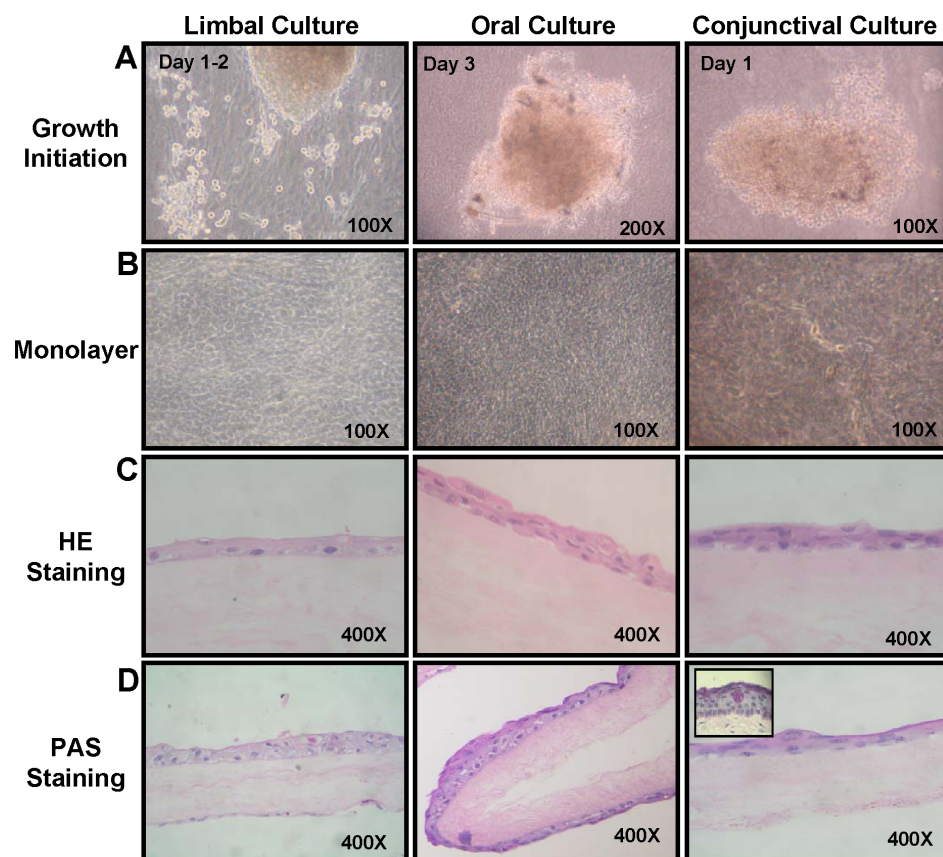 Limbal Culture
Oral Culture
Conjunctival Culture
A
Growth
Initiation
Day 1-2
100X
Day 3
200X
Day 1
100X
B
Monolayer
100X
100X
100X
C
HE
Staining
400X
400X
400X
D
PAS
Staining
400X
400X
400X